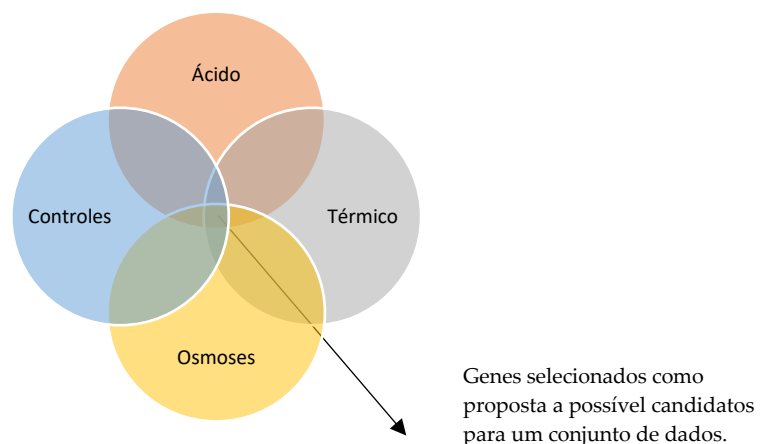 Ácido
Controles
Térmico
Osmoses
Genes selecionados como
proposta a possível candidatos
para um conjunto de dados.